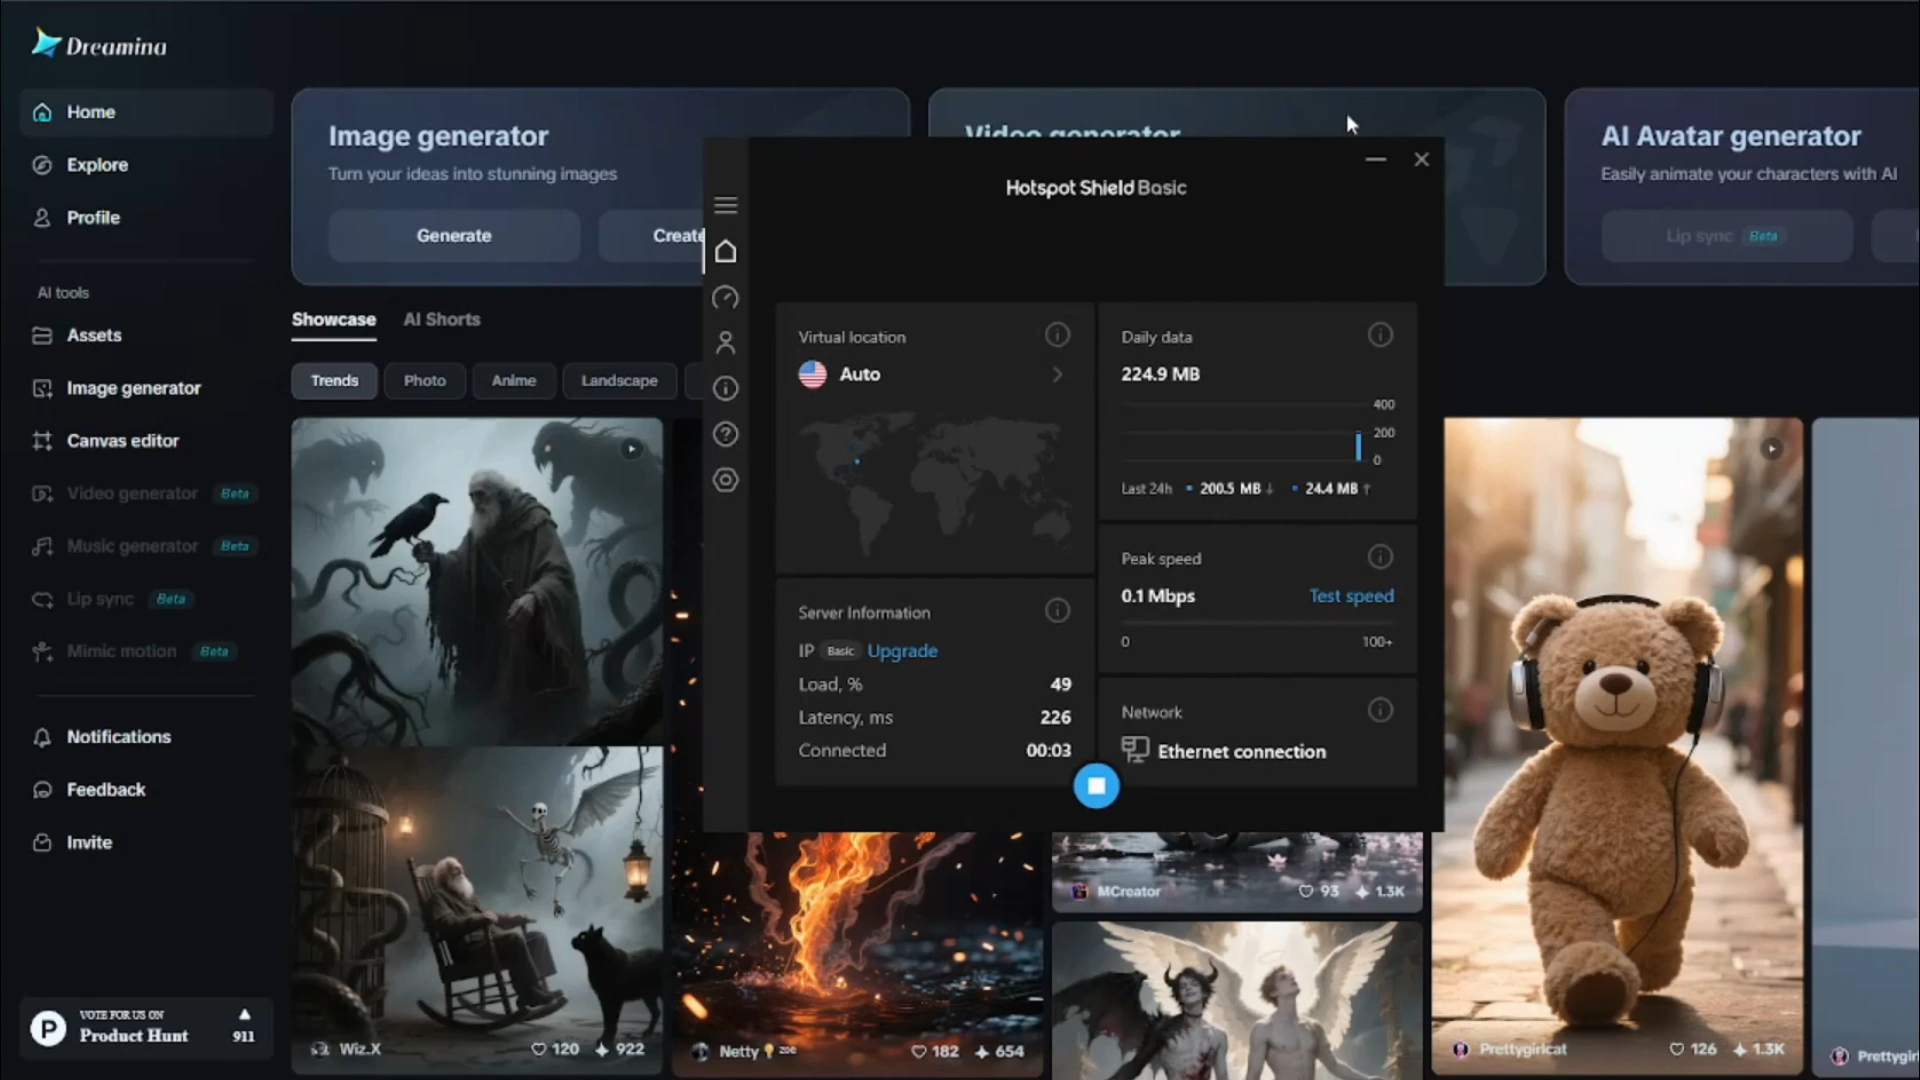 Dreamina
Home
Explore
Profile
AI tools
Assets
Image generator
Canvas editor
Video generator Beta
Music generator Beta
Lip sync Beta
Mimic motion Beta
Notifications
Feedback
Invite
VOTE FOR US ON
Product Hunt
911
Image generator
Turn your ideas into stunning images
Generate
Create
Video generator
AI Avatar generator
Easily animate your characters with AI
Lip sync Beta
Showcase
AI Shorts
Trends
Photo
Anime
Landscape
Hotspot Shield Basic
Virtual location
Auto
Server Information
IP Basic Upgrade
Load, % 49
Latency, ms 226
Connected 00:03
Daily data
224.9 MB
400
200
0
Last 24h 200.5 MB ↓ 24.4 MB ↑
Peak speed
0.1 Mbps Test speed
0 100+
Network
Ethernet connection
Wiz.X 120 922
Netty 182 654
MCreator 93 1.3K
Prettygirlcat 126 1.3K